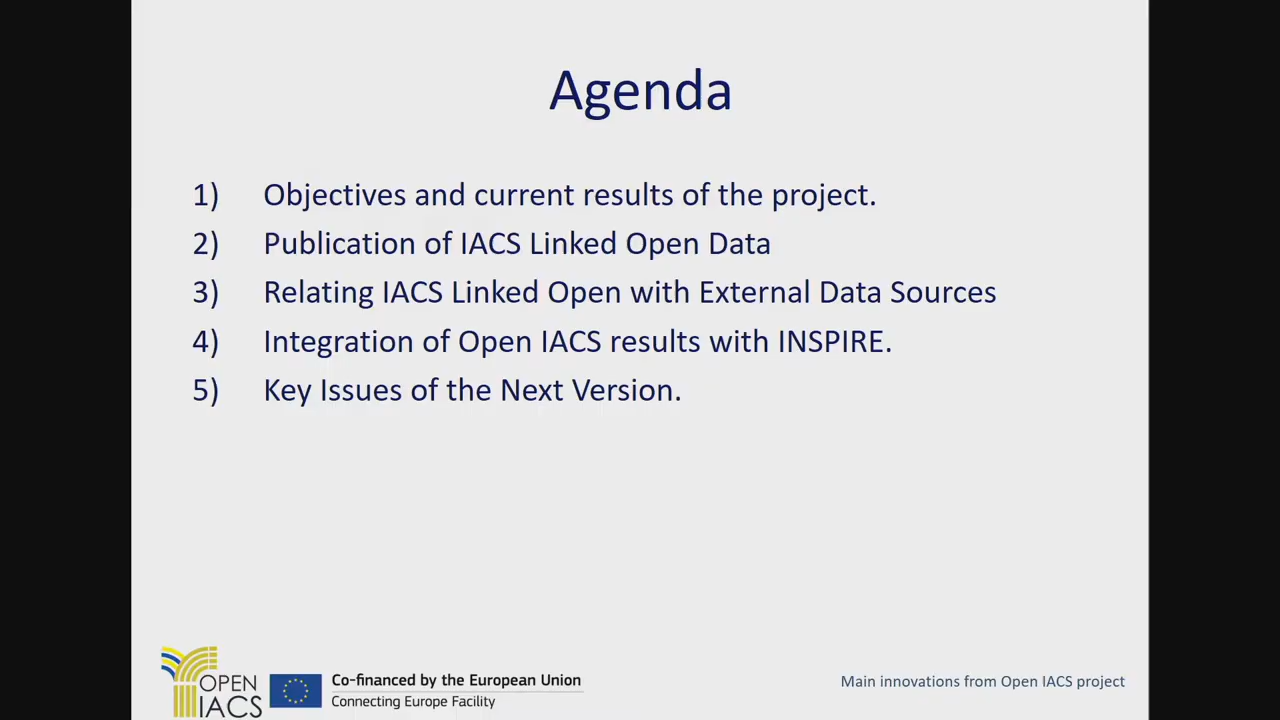 Agenda
1) Objectives and current results of the project.
2) Publication of IACS Linked Open Data
3) Relating IACS Linked Open with External Data Sources
4) Integration of Open IACS results with INSPIRE.
5) Key Issues of the Next Version.
OPEN
IACS
Co-financed by the European Union
Connecting Europe Facility
Main innovations from Open IACS project